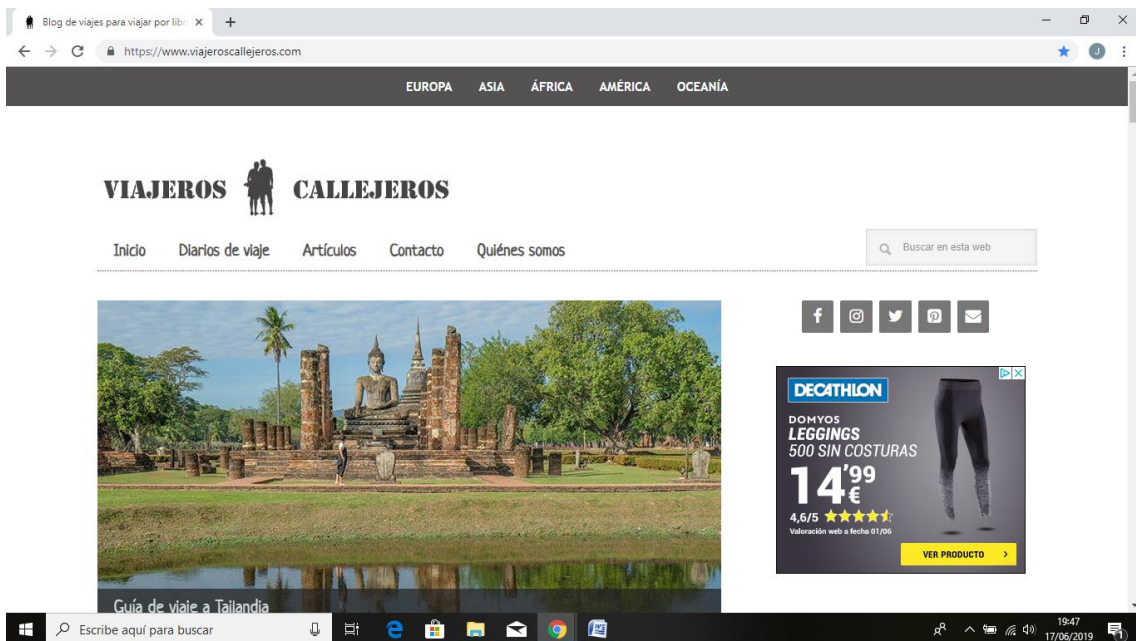 Blog de viajes para viajar por libr
https://www.viajeroscallejeros.com
J
EUROPA ASIA ÁFRICA AMÉRICA OCEANÍA
VIAJEROS CALLEJEROS
Inicio Diarios de viaje Artículos Contacto Quiénes somos
Buscar en esta web
Guía de viaje a Tailandia
DECATHLON
DOMYOS
LEGGINGS
500 SIN COSTURAS
14'99 €
4,6/5
Valoración web a fecha 01/06
VER PRODUCTO >
Escribe aquí para buscar
19:47
17/06/2019